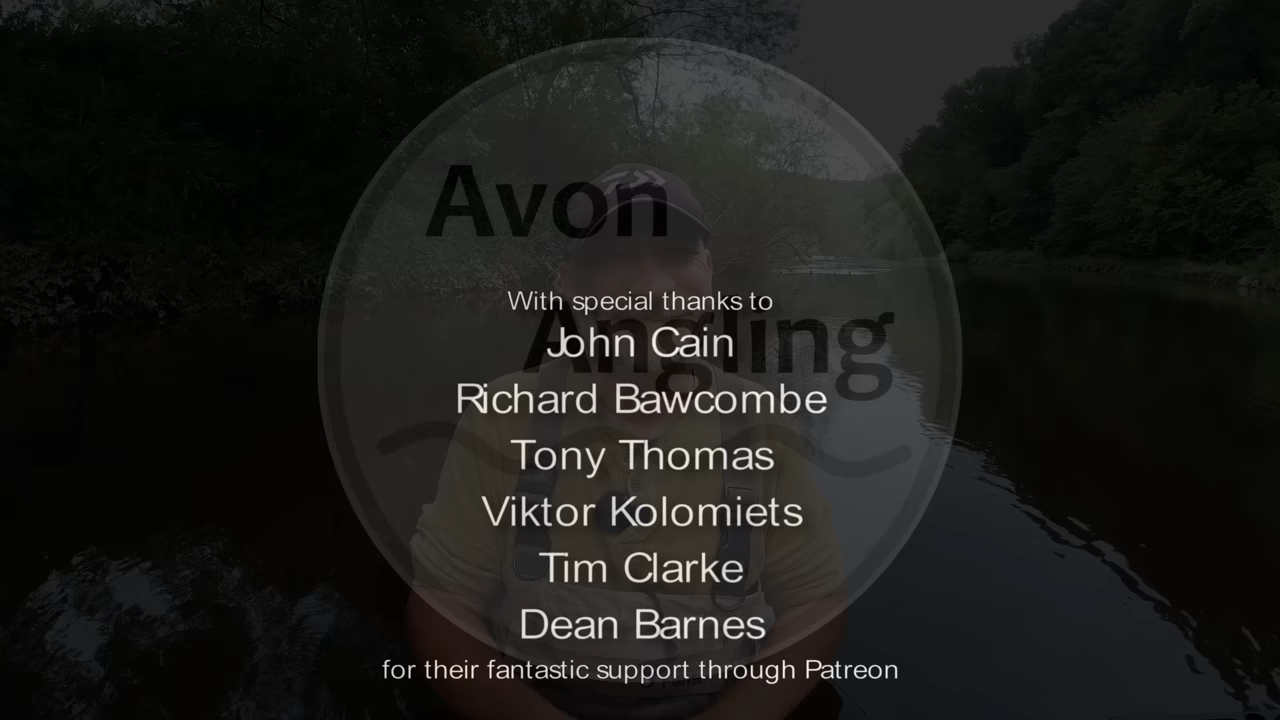 Avon
With special thanks to
Angling
John Cain
Richard Bawcombe
Tony Thomas
Viktor Kolomiets
Tim Clarke
Dean Barnes
for their fantastic support through Patreon